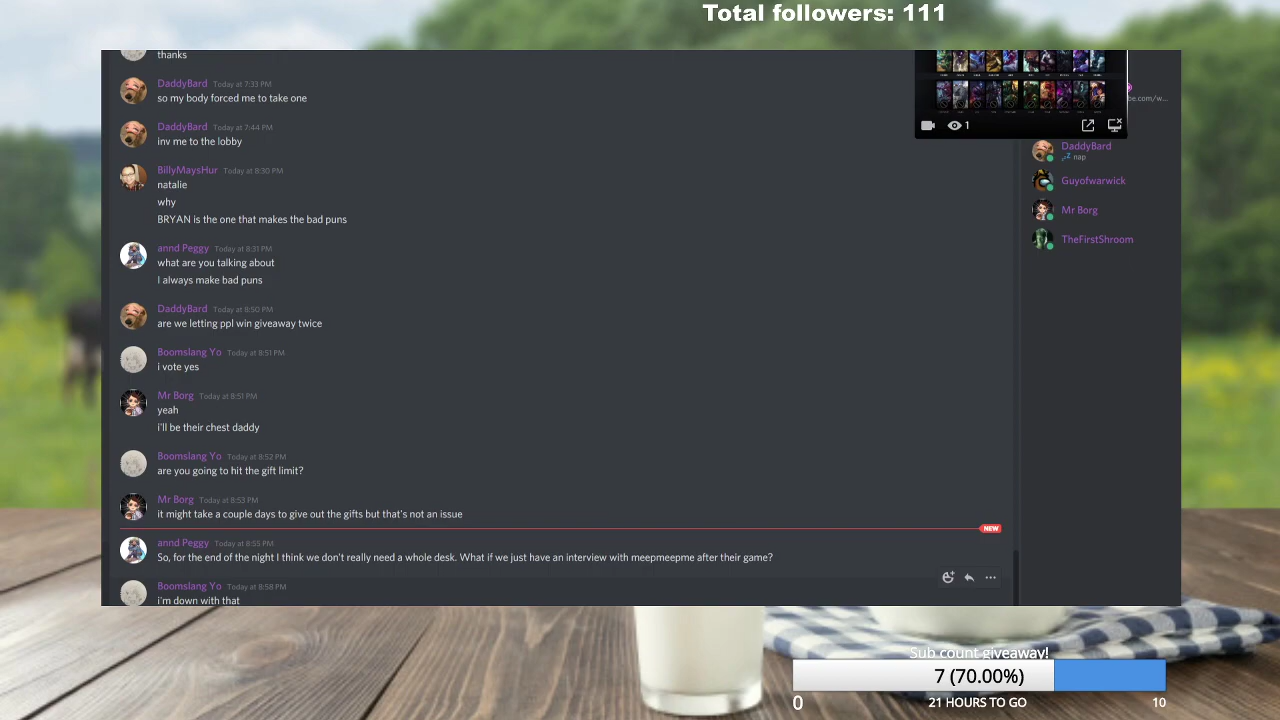 Total followers: 111
thanks
DaddyBard Today at 7:33 PM
so my body forced me to take one
DaddyBard Today at 7:44 PM
inv me to the lobby
BillyMaysHur Today at 8:30 PM
natalie
why
BRYAN is the one that makes the bad puns
annd Peggy Today at 8:31 PM
what are you talking about
I always make bad puns
DaddyBard Today at 8:50 PM
are we letting ppl win giveaway twice
Boomslang Yo Today at 8:51 PM
i vote yes
Mr Borg Today at 8:51 PM
yeah
i'll be their chest daddy
Boomslang Yo Today at 8:52 PM
are you going to hit the gift limit?
Mr Borg Today at 8:53 PM
it might take a couple days to give out the gifts but that's not an issue
NEW
annd Peggy Today at 8:55 PM
So, for the end of the night I think we don't really need a whole desk. What if we just have an interview with meepmeepme after their game?
Boomslang Yo Today at 8:58 PM
i'm down with that
1
be.com/w...
DaddyBard
nap
Guyofwarwick
Mr Borg
TheFirstShroom
Sub count giveaway!
7 (70.00%)
0 21 HOURS TO GO 10